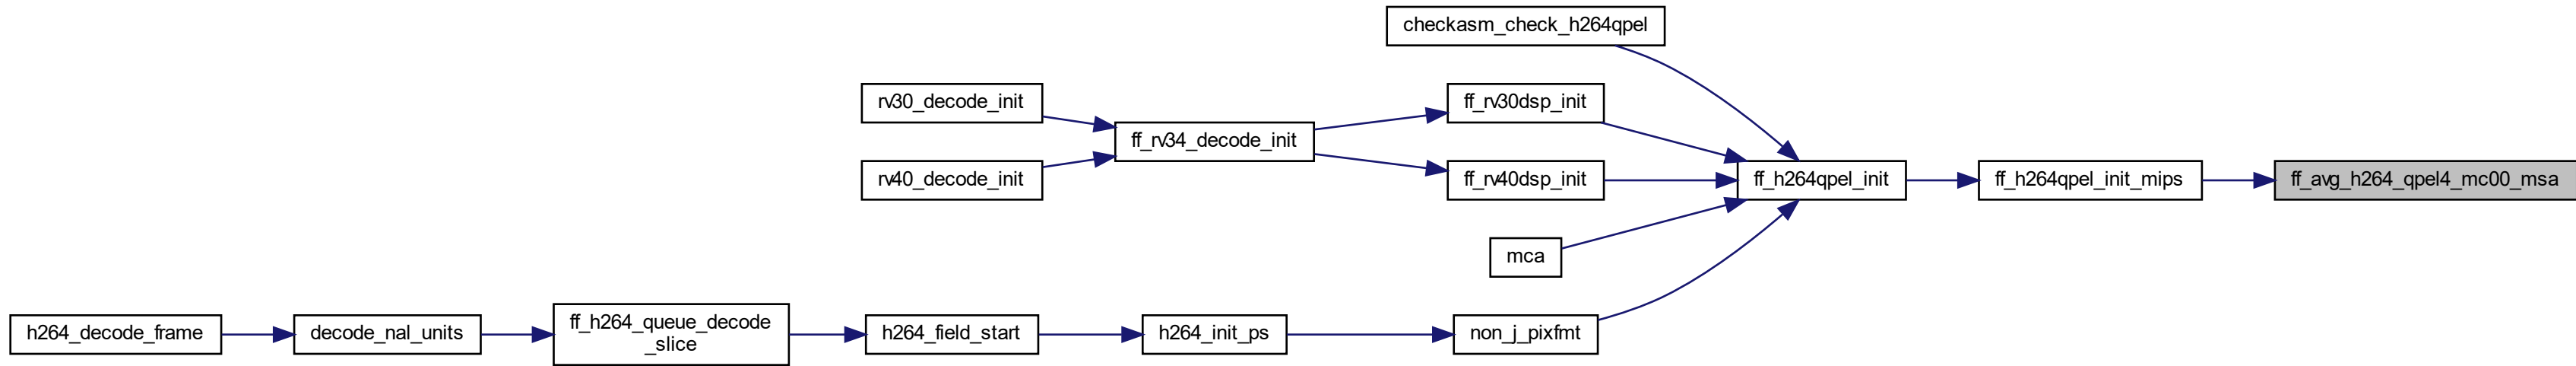 checkasm_check_h264qpel
rv30_decode_init
ff_rv30dsp_init
ff_rv34_decode_init
rv40_decode_init
ff_rv40dsp_init
ff_h264qpel_init
ff_h264qpel_init_mips
ff_avg_h264_qpel4_mc00_msa
mca
h264_decode_frame
decode_nal_units
ff_h264_queue_decode
_slice
h264_field_start
h264_init_ps
non_j_pixfmt